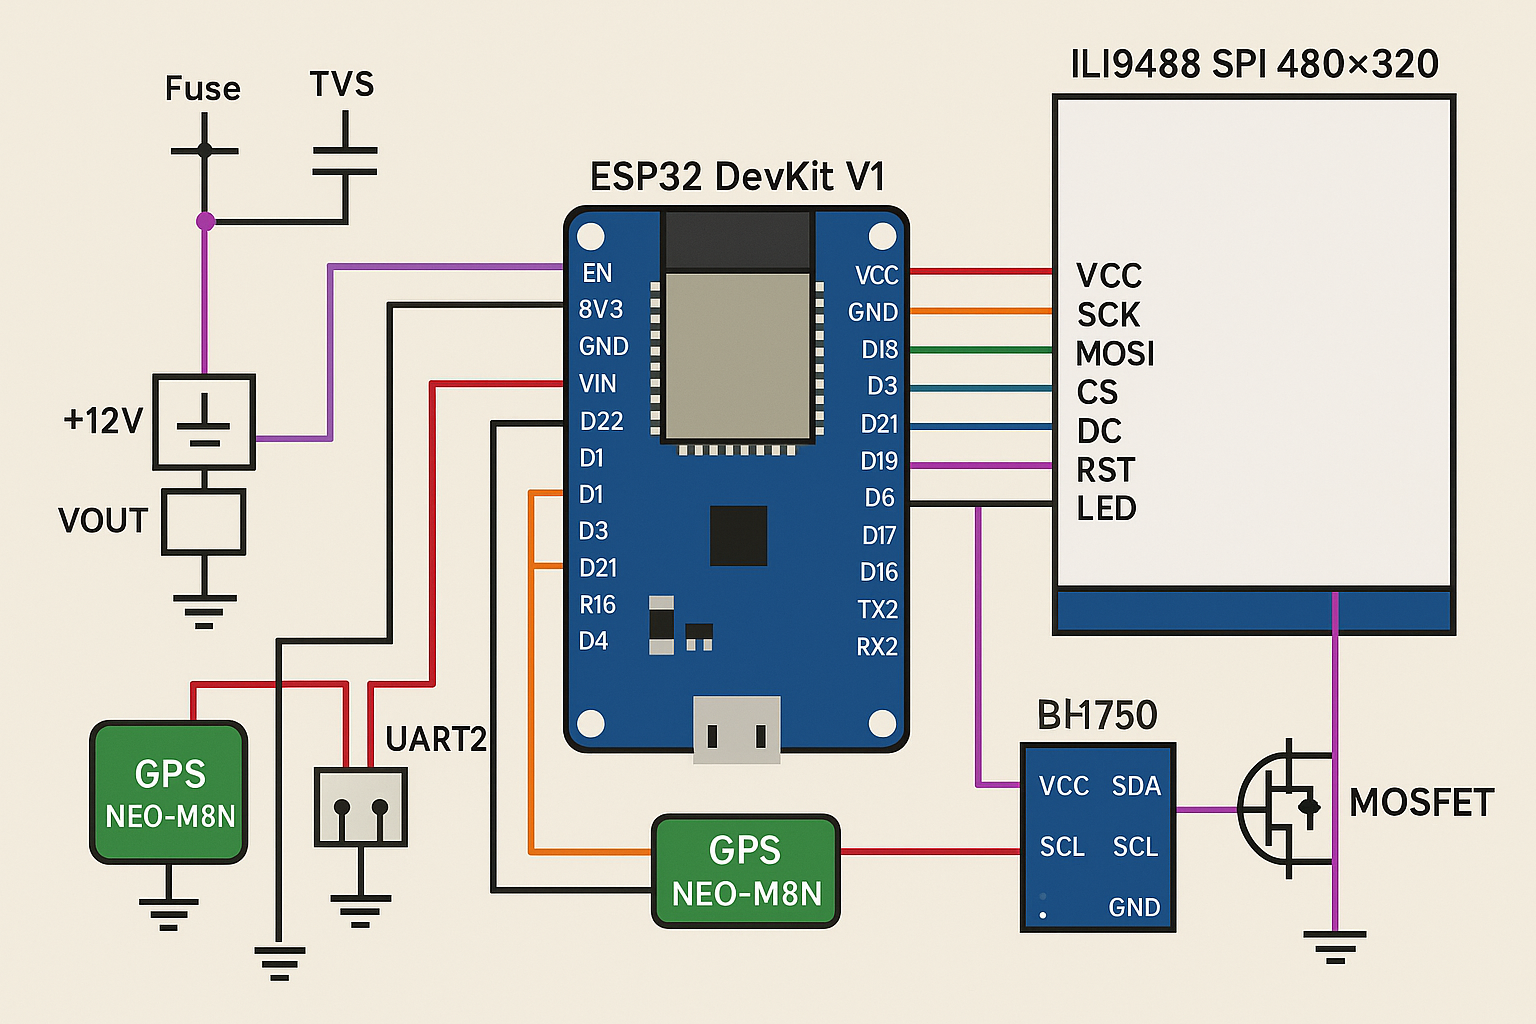 Fuse
TVS
+12V
VOUT
ESP32 DevKit V1
EN
8V3
GND
VIN
D22
D1
D1
D3
D21
R16
D4
VCC
GND
DI8
D3
D21
D19
D6
D17
D16
TX2
RX2
ILI9488 SPI 480×320
VCC
SCK
MOSI
CS
DC
RST
LED
GPS
NEO-M8N
UART2
GPS
NEO-M8N
BH1750
VCC SDA
SCL SCL
GND
MOSFET